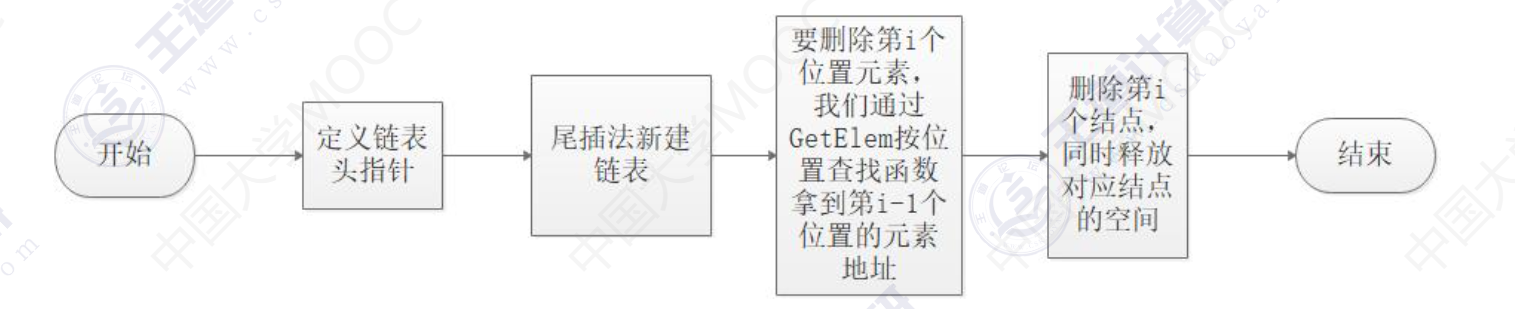 开始
定义链表
头指针
尾插法新建
链表
要删除第i个
位置元素，
我们通过
GetElem按位
置查找函数
拿到第i-1个
位置的元素
地址
删除第i
个结点，
同时释放
对应结点
的空间
结束